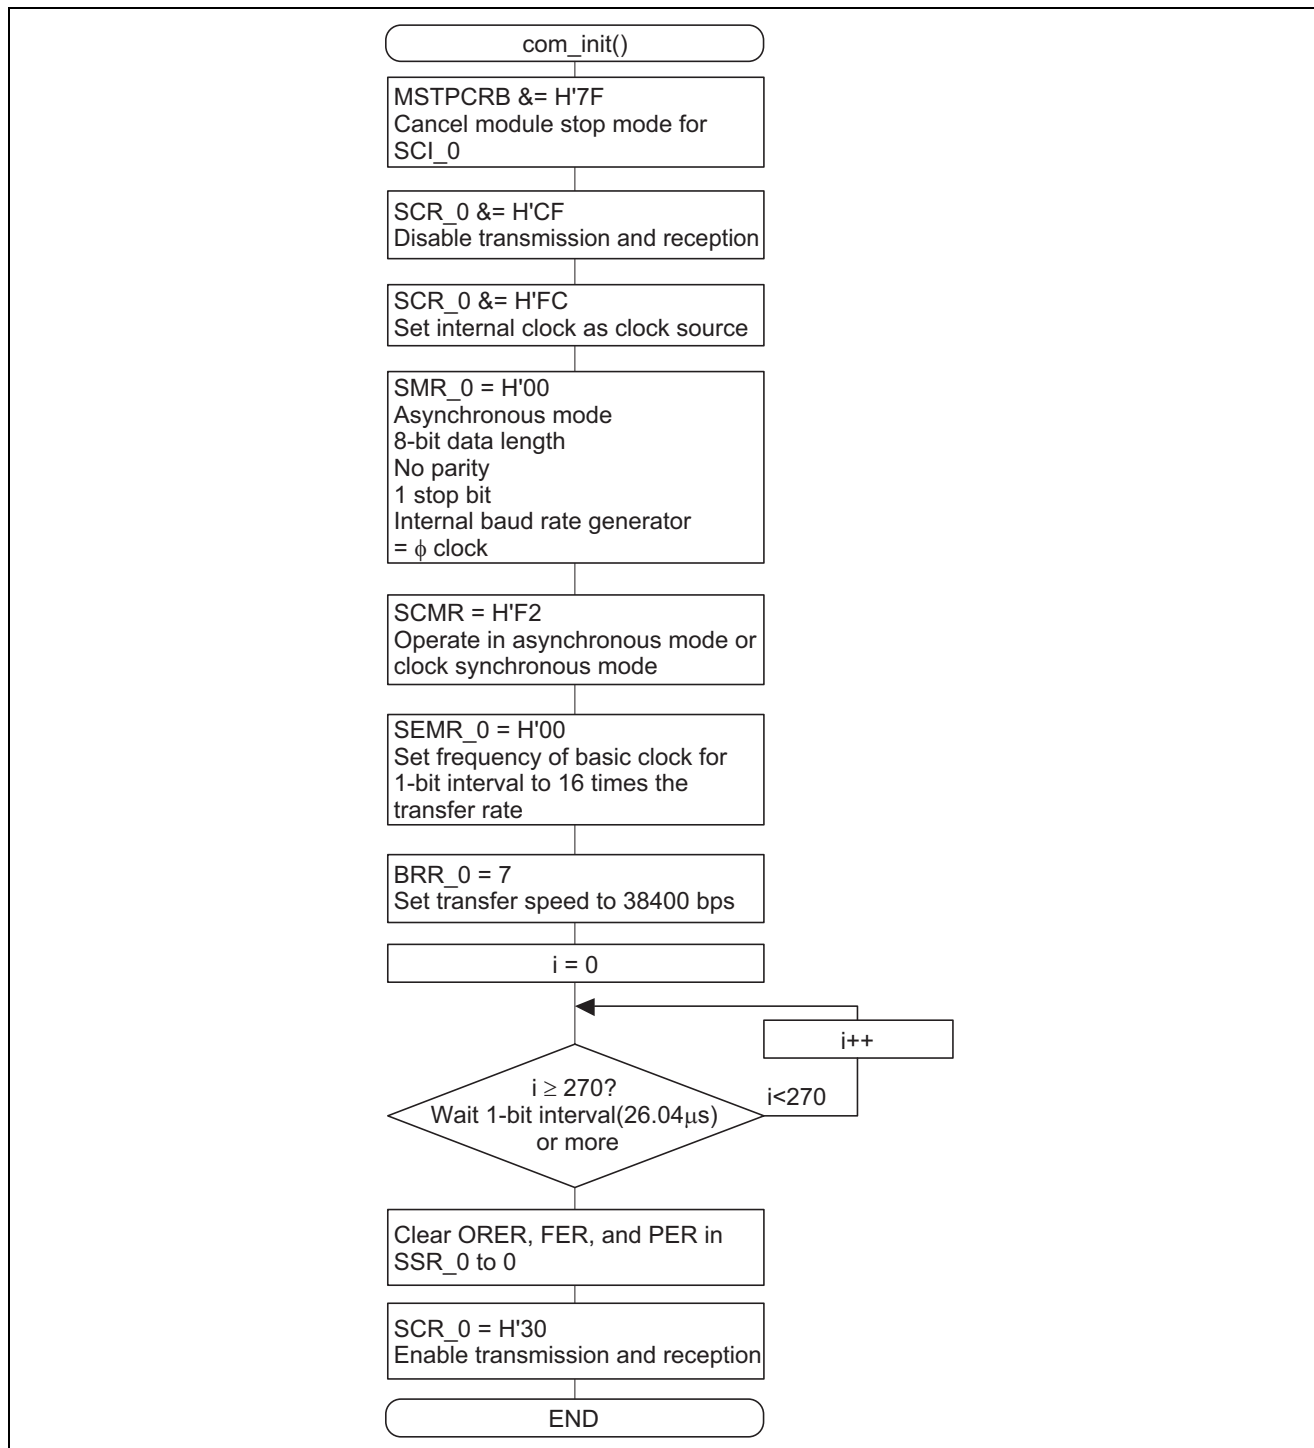 com_init()
MSTPCRB &= H'7F
Cancel module stop mode for
SCI_0
SCR_0 &= H'CF
Disable transmission and reception
SCR_0 &= H'FC
Set internal clock as clock source
SMR_0 = H'00
Asynchronous mode
8-bit data length
No parity
1 stop bit
Internal baud rate generator
= ϕ clock
SCMR = H'F2
Operate in asynchronous mode or
clock synchronous mode
SEMR_0 = H'00
Set frequency of basic clock for
1-bit interval to 16 times the
transfer rate
BRR_0 = 7
Set transfer speed to 38400 bps
i = 0
i++
i ≥ 270?
Wait 1-bit interval(26.04μs)
or more
i<270
Clear ORER, FER, and PER in
SSR_0 to 0
SCR_0 = H'30
Enable transmission and reception
END